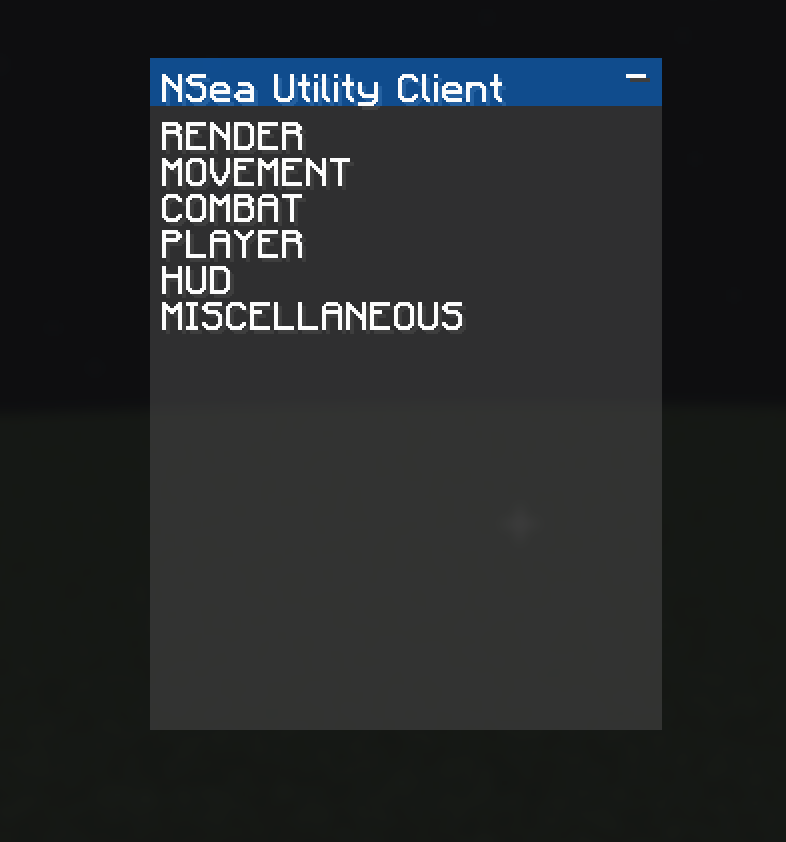 NSea Utility Client
RENDER
MOVEMENT
COMBAT
PLAYER
HUD
MISCELLANEOUS